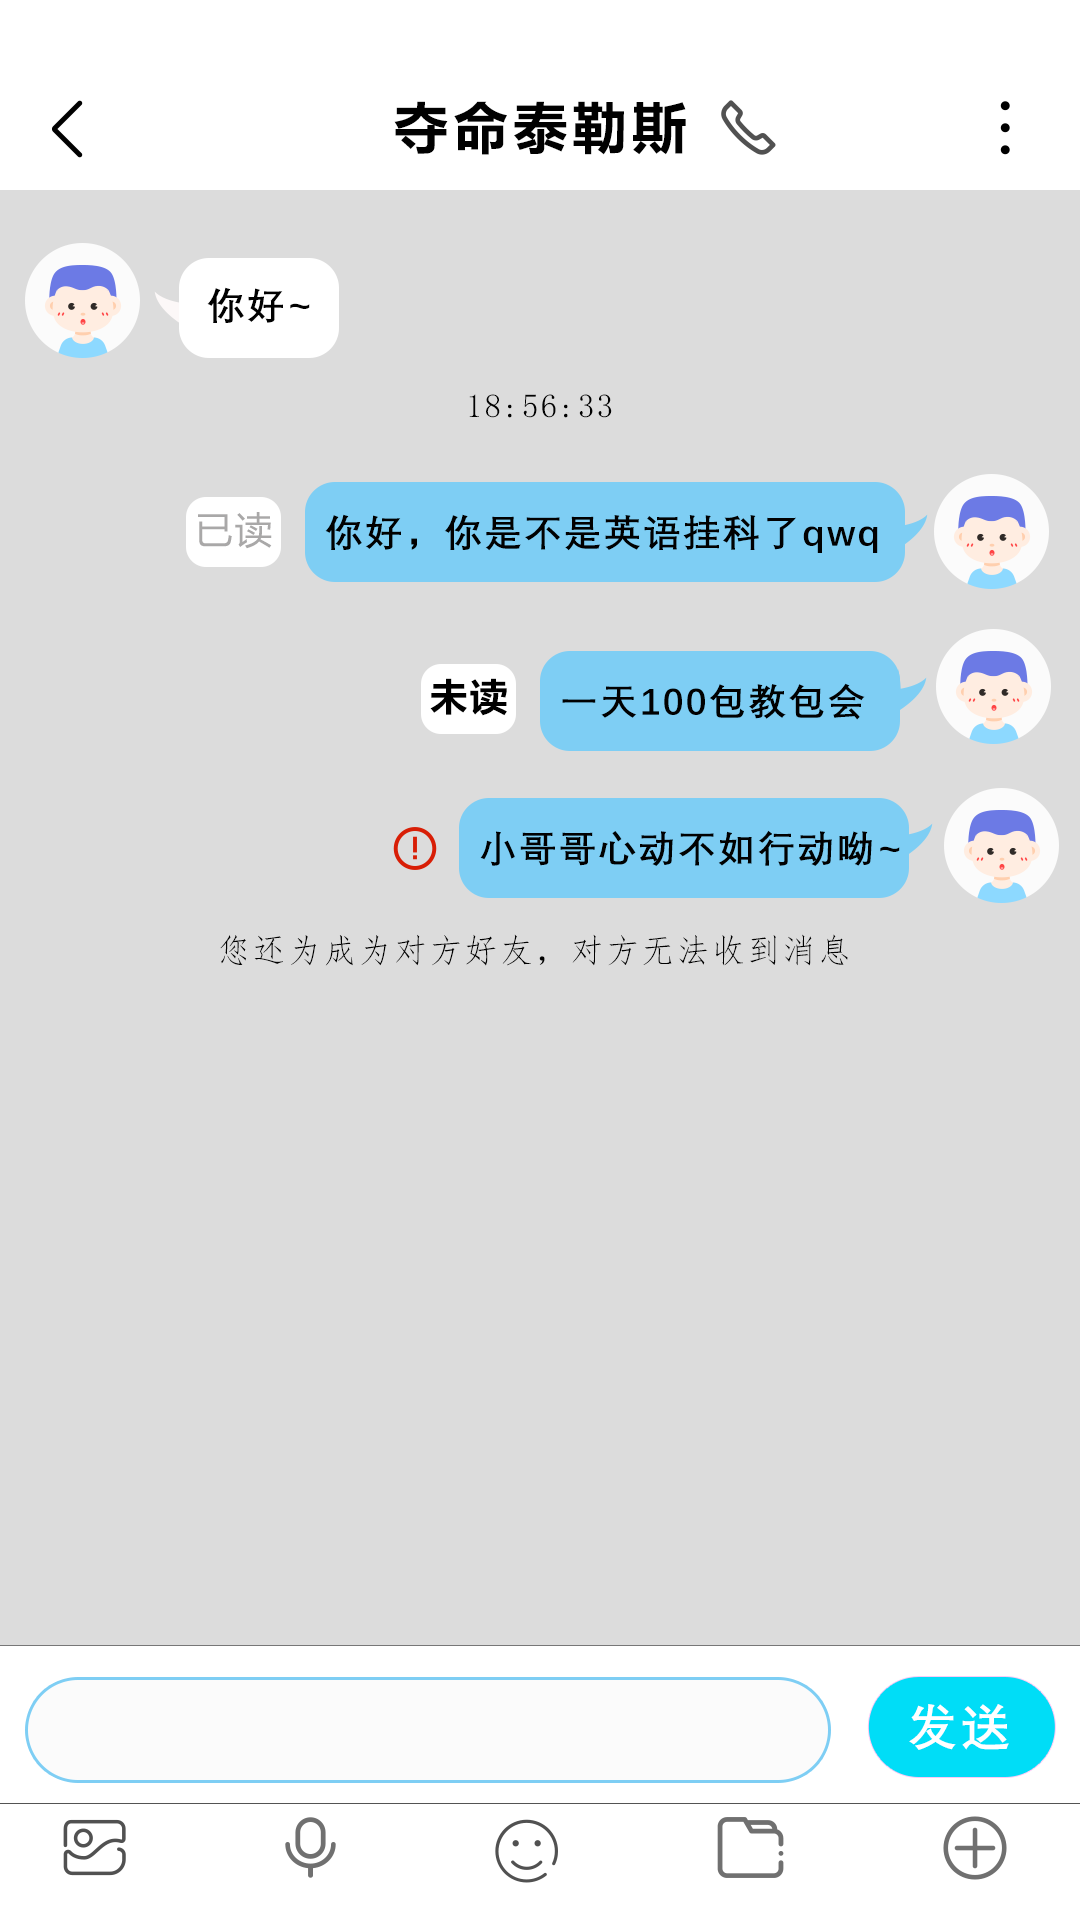 夺命泰勒斯
你好~
18:56:33
已读
你好，你是不是英语挂科了qwq
未读
一天100包教包会
小哥哥心动不如行动呦~
您还为成为对方好友，对方无法收到消息
发送